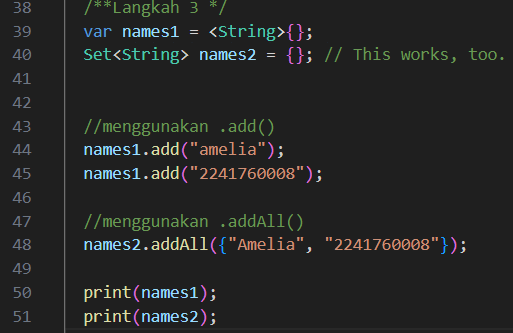 38 /**Langkah 3 */
39 var names1 = <String>{};
40 Set<String> names2 = {}; // This works, too.
41
42
43 //menggunakan .add()
44 names1.add("amelia");
45 names1.add("2241760008");
46
47 //menggunakan .addAll()
48 names2.addAll({"Amelia", "2241760008"});
49
50 print(names1);
51 print(names2);